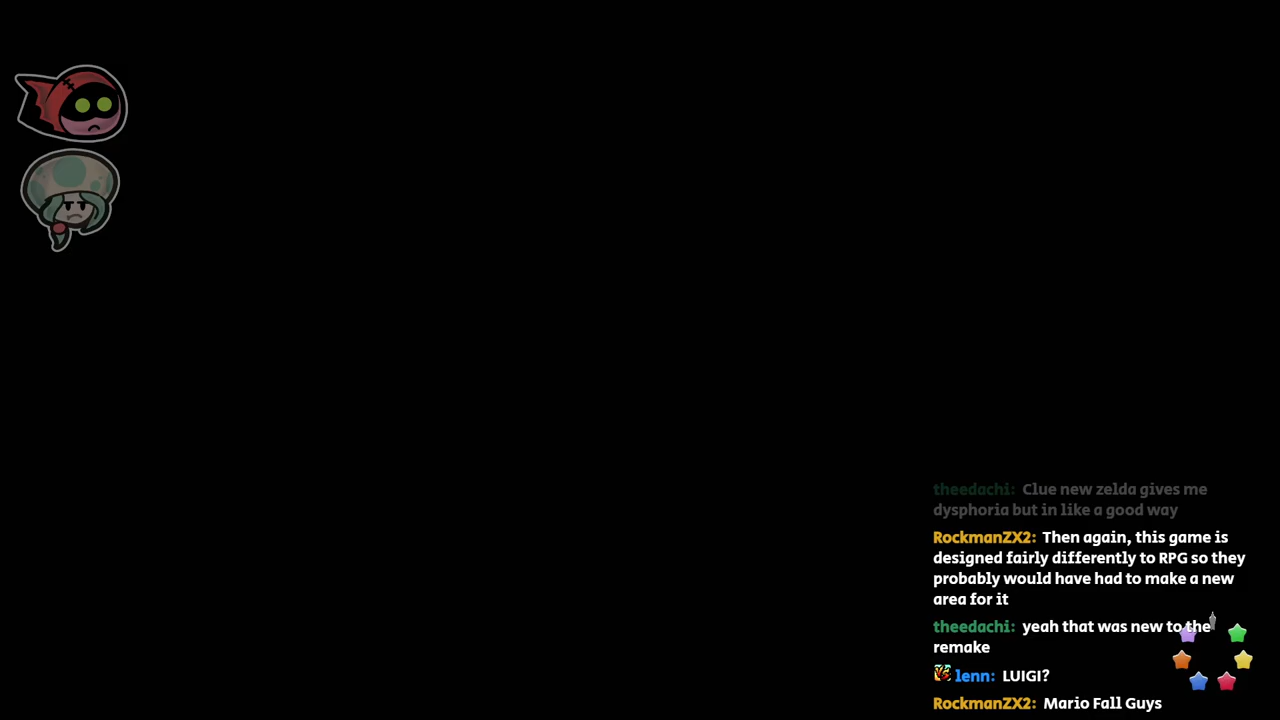 theedachi: Clue new zelda gives me
dysphoria but in like a good way
RockmanZX2: Then again, this game is
designed fairly differently to RPG so they
probably would have had to make a new
area for it
theedachi: yeah that was new to the
remake
lenn: LUIGI?
RockmanZX2: Mario Fall Guys